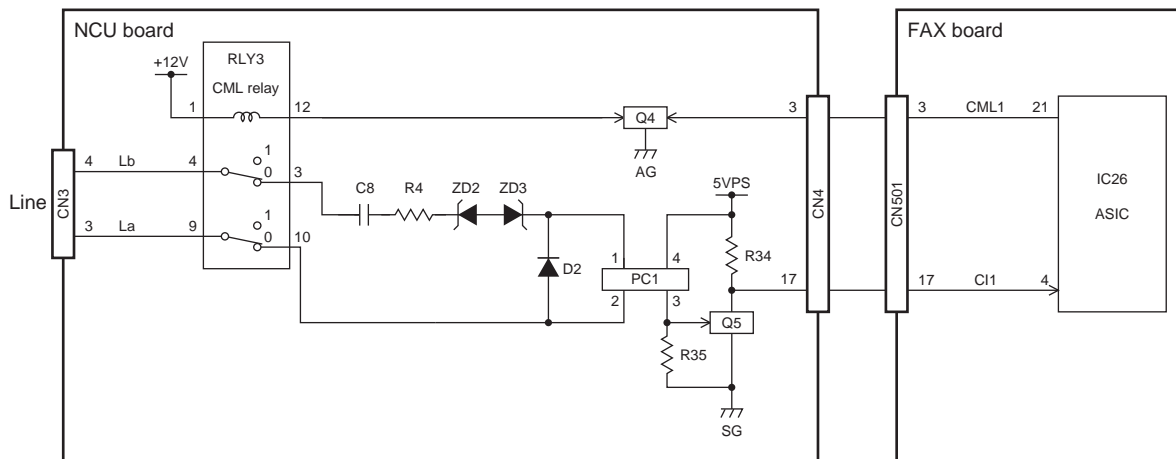 NCU board
FAX board
+12V
RLY3
CML relay
1
12
Q4
AG
3
3
CML1
21
4
Lb
4
1
0
3
C8
R4
ZD2
ZD3
5VPS
CN4
CN501
IC26
ASIC
Line
CN3
3
La
9
1
0
10
D2
1
4
PC1
2
3
R34
17
17
CI1
4
Q5
R35
SG